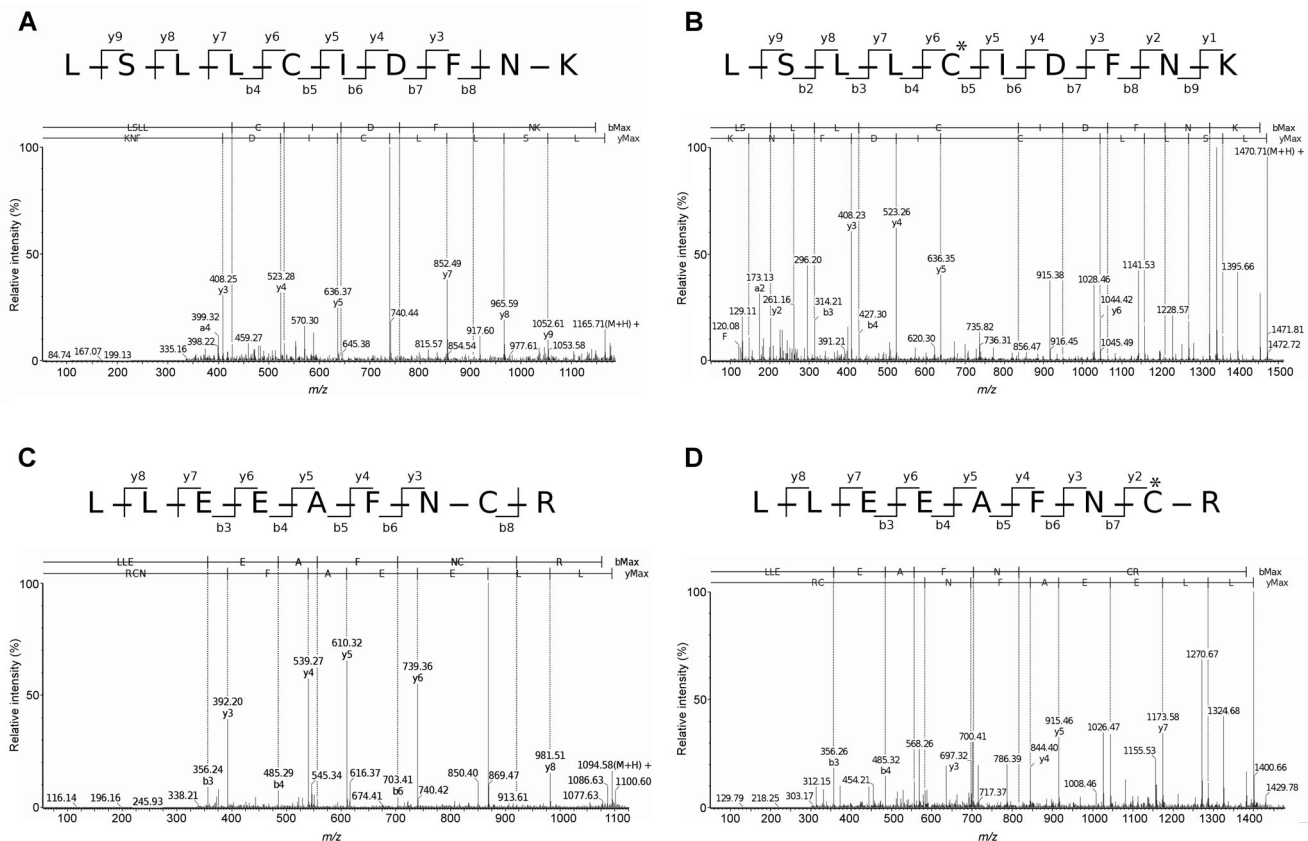 A
y9 y8 y7 y6 y5 y4 y3
L S L L C I D F N K
b4 b5 b6 b7 b8
LSLL C I D F NK bMax
KNF D I C L L S L yMax
100
50
0
Relative intensity (%)
408.25
y3
399.32
a4
398.22
335.16
84.74
167.07
199.13
459.27
523.28
y4
570.30
636.37
y5
645.38
740.44
815.57
852.49
y7
854.54
917.60
965.59
y8
977.61
1052.61
y9
1053.58
1165.71(M+H) +
100 200 300 400 500 600 700 800 900 1000 1100
m/z
B
y9 y8 y7 y6 y5 y4 y3 y2 y1
L S L L C* I D F N K
b2 b3 b4 b5 b6 b7 b8 b9
LS L L C I D F N K bMax
K N F D I C L L S L yMax
100
50
0
Relative intensity (%)
120.08
F
129.11
173.13
a2
261.16
y2
296.20
314.21
b3
391.21
408.23
y3
427.30
b4
523.26
y4
620.30
636.35
y5
735.82
736.31
856.47
915.38
916.45
1028.46
1044.42
y6
1045.49
1141.53
1228.57
1395.66
1470.71(M+H) +
1471.81
1472.72
100 200 300 400 500 600 700 800 900 1000 1100 1200 1300 1400 1500
m/z
C
y8 y7 y6 y5 y4 y3
L L E E A F N C R
b3 b4 b5 b6 b8
LLE E A F NC R bMax
RCN F A E E L L yMax
100
50
0
Relative intensity (%)
116.14
196.16
245.93
338.21
356.24
b3
392.20
y3
485.29
b4
539.27
y4
545.34
610.32
y5
616.37
674.41
703.41
b6
739.36
y6
740.42
850.40
869.47
913.61
981.51
y8
1077.63
1086.63
1094.58(M+H) +
1100.60
100 200 300 400 500 600 700 800 900 1000 1100
m/z
D
y8 y7 y6 y5 y4 y3 y2
L L E E A F N C* R
b3 b4 b5 b6 b7
LLE E A F N CR bMax
RC N F A E E L L yMax
100
50
0
Relative intensity (%)
129.79
218.25
303.17
312.15
356.26
b3
454.21
485.32
b4
568.26
697.32
y3
700.41
717.37
786.39
844.40
y4
915.46
y5
1008.46
1026.47
1155.53
1173.58
y7
1270.67
1324.68
1400.66
1429.78
100 200 300 400 500 600 700 800 900 1000 1100 1200 1300 1400
m/z